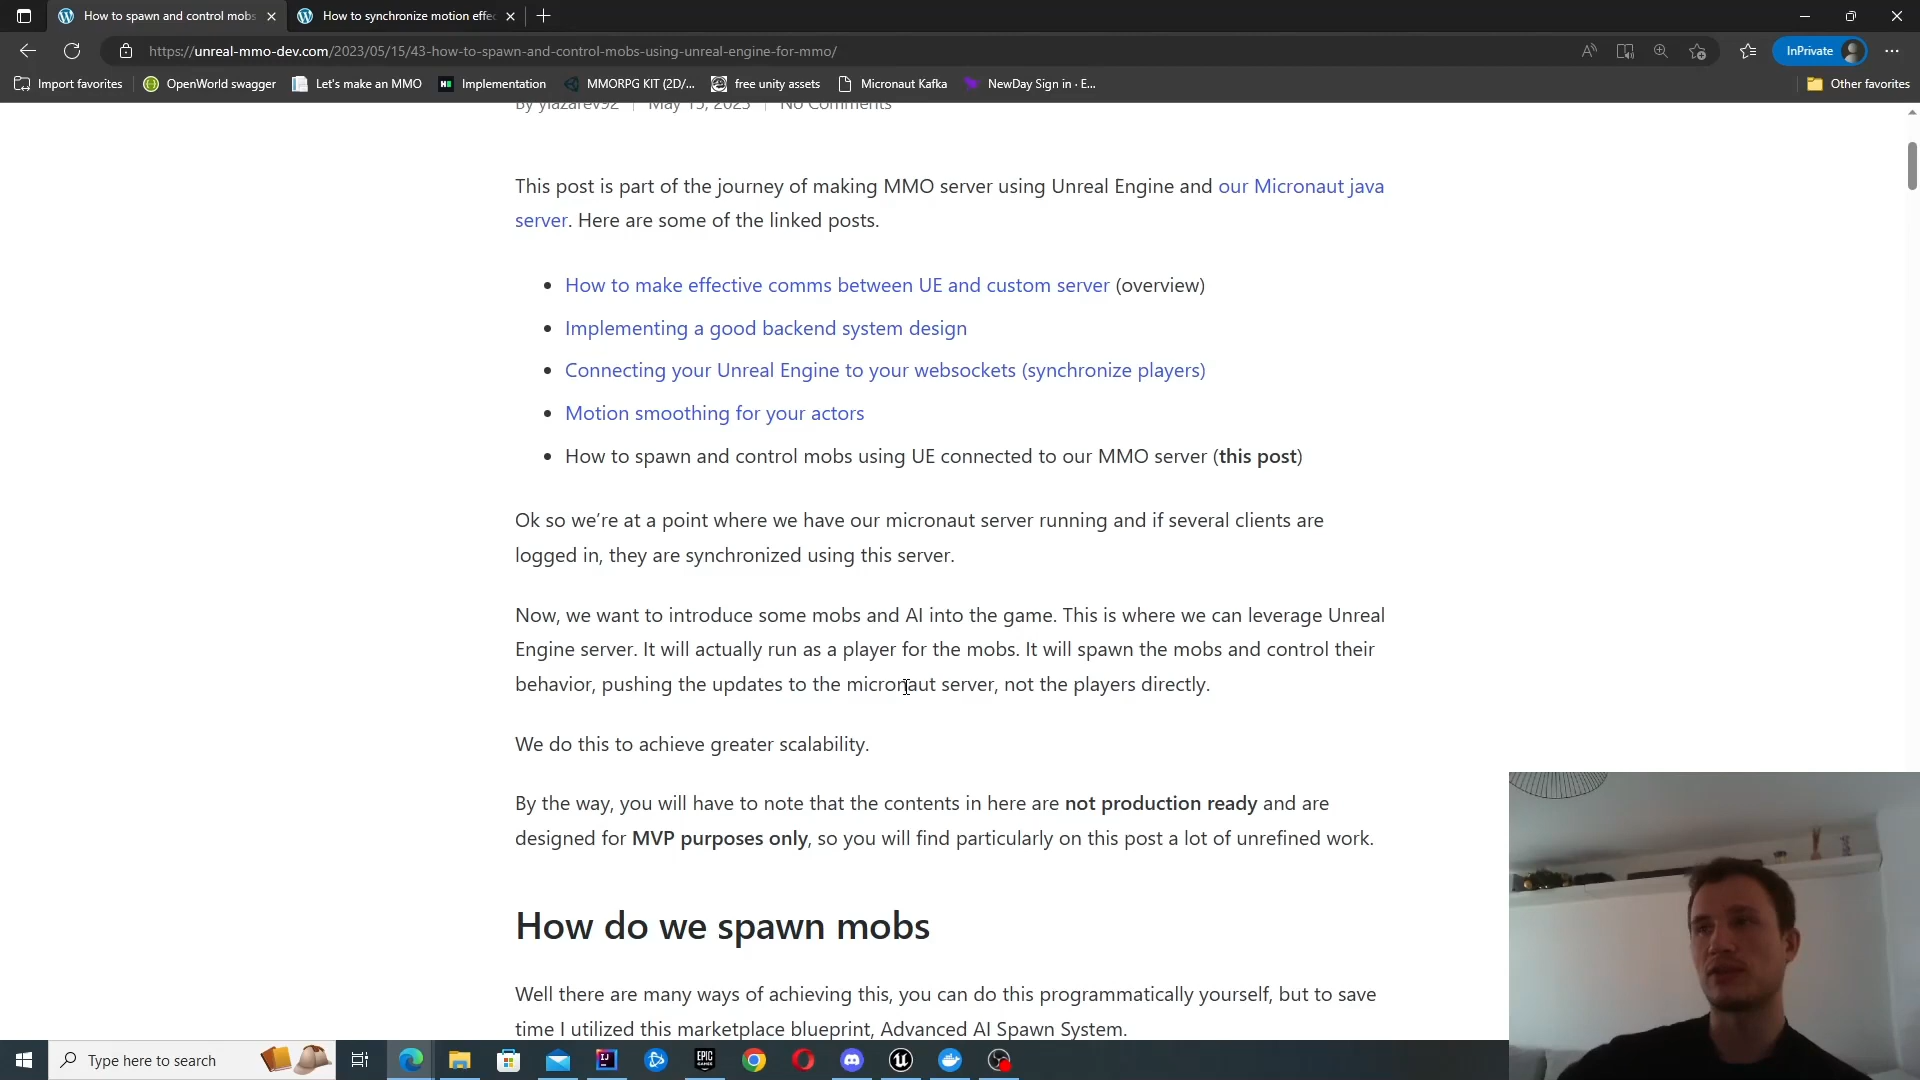 How to spawn and control mobs
How to synchronize motion effec
https://unreal-mmo-dev.com/2023/05/15/43-how-to-spawn-and-control-mobs-using-unreal-engine-for-mmo/
InPrivate
Import favorites
OpenWorld swagger
Let's make an MMO
Implementation
MMORPG KIT (2D/...
free unity assets
Micronaut Kafka
NewDay Sign in · E...
Other favorites
By ylazarev92 May 15, 2023 No Comments
This post is part of the journey of making MMO server using Unreal Engine and our Micronaut java
server. Here are some of the linked posts.
• How to make effective comms between UE and custom server (overview)
• Implementing a good backend system design
• Connecting your Unreal Engine to your websockets (synchronize players)
• Motion smoothing for your actors
• How to spawn and control mobs using UE connected to our MMO server (this post)
Ok so we're at a point where we have our micronaut server running and if several clients are
logged in, they are synchronized using this server.
Now, we want to introduce some mobs and AI into the game. This is where we can leverage Unreal
Engine server. It will actually run as a player for the mobs. It will spawn the mobs and control their
behavior, pushing the updates to the micronaut server, not the players directly.
We do this to achieve greater scalability.
By the way, you will have to note that the contents in here are not production ready and are
designed for MVP purposes only, so you will find particularly on this post a lot of unrefined work.
How do we spawn mobs
Well there are many ways of achieving this, you can do this programmatically yourself, but to save
time I utilized this marketplace blueprint, Advanced AI Spawn System.
Type here to search